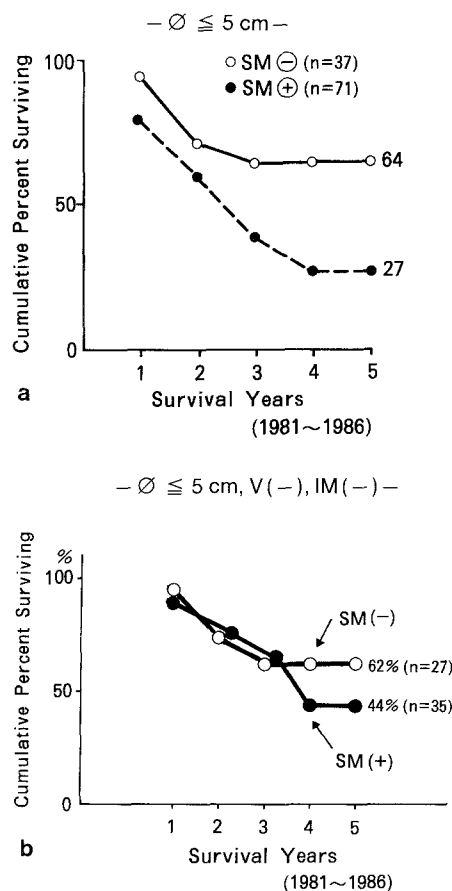 – Ø ≦ 5 cm –
○ SM ⊖ (n=37)
● SM ⊕ (n=71)
Cumulative Percent Surviving
100
50
0
64
27
1 2 3 4 5
Survival Years
(1981~1986)
a
– Ø ≦ 5 cm, V(−), IM(−) –
Cumulative Percent Surviving
%
100
50
0
SM(−)
62% (n=27)
44% (n=35)
SM(+)
1 2 3 4 5
Survival Years
(1981~1986)
b